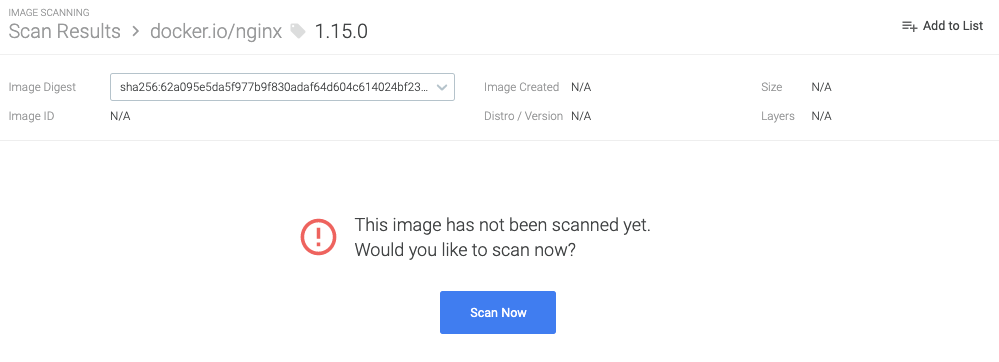 IMAGE SCANNING
Scan Results > docker.io/nginx 1.15.0
Add to List
Image Digest sha256:62a095e5da5f977b9f830adaf64d604c614024bf23... Image Created N/A Size N/A
Image ID N/A Distro / Version N/A Layers N/A
This image has not been scanned yet.
Would you like to scan now?
Scan Now